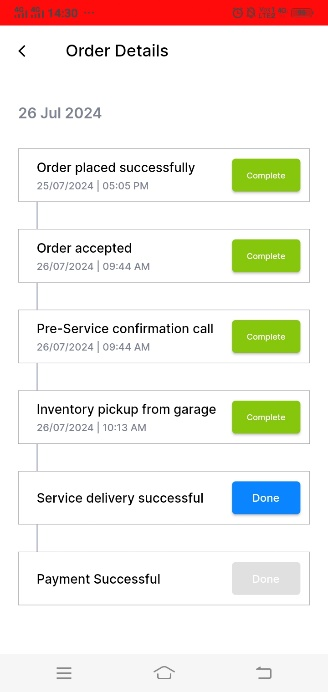 14:30
Order Details
26 Jul 2024
Order placed successfully
25/07/2024 | 05:05 PM
Complete
Order accepted
26/07/2024 | 09:44 AM
Complete
Pre-Service confirmation call
26/07/2024 | 09:44 AM
Complete
Inventory pickup from garage
26/07/2024 | 10:13 AM
Complete
Service delivery successful
Done
Payment Successful
Done